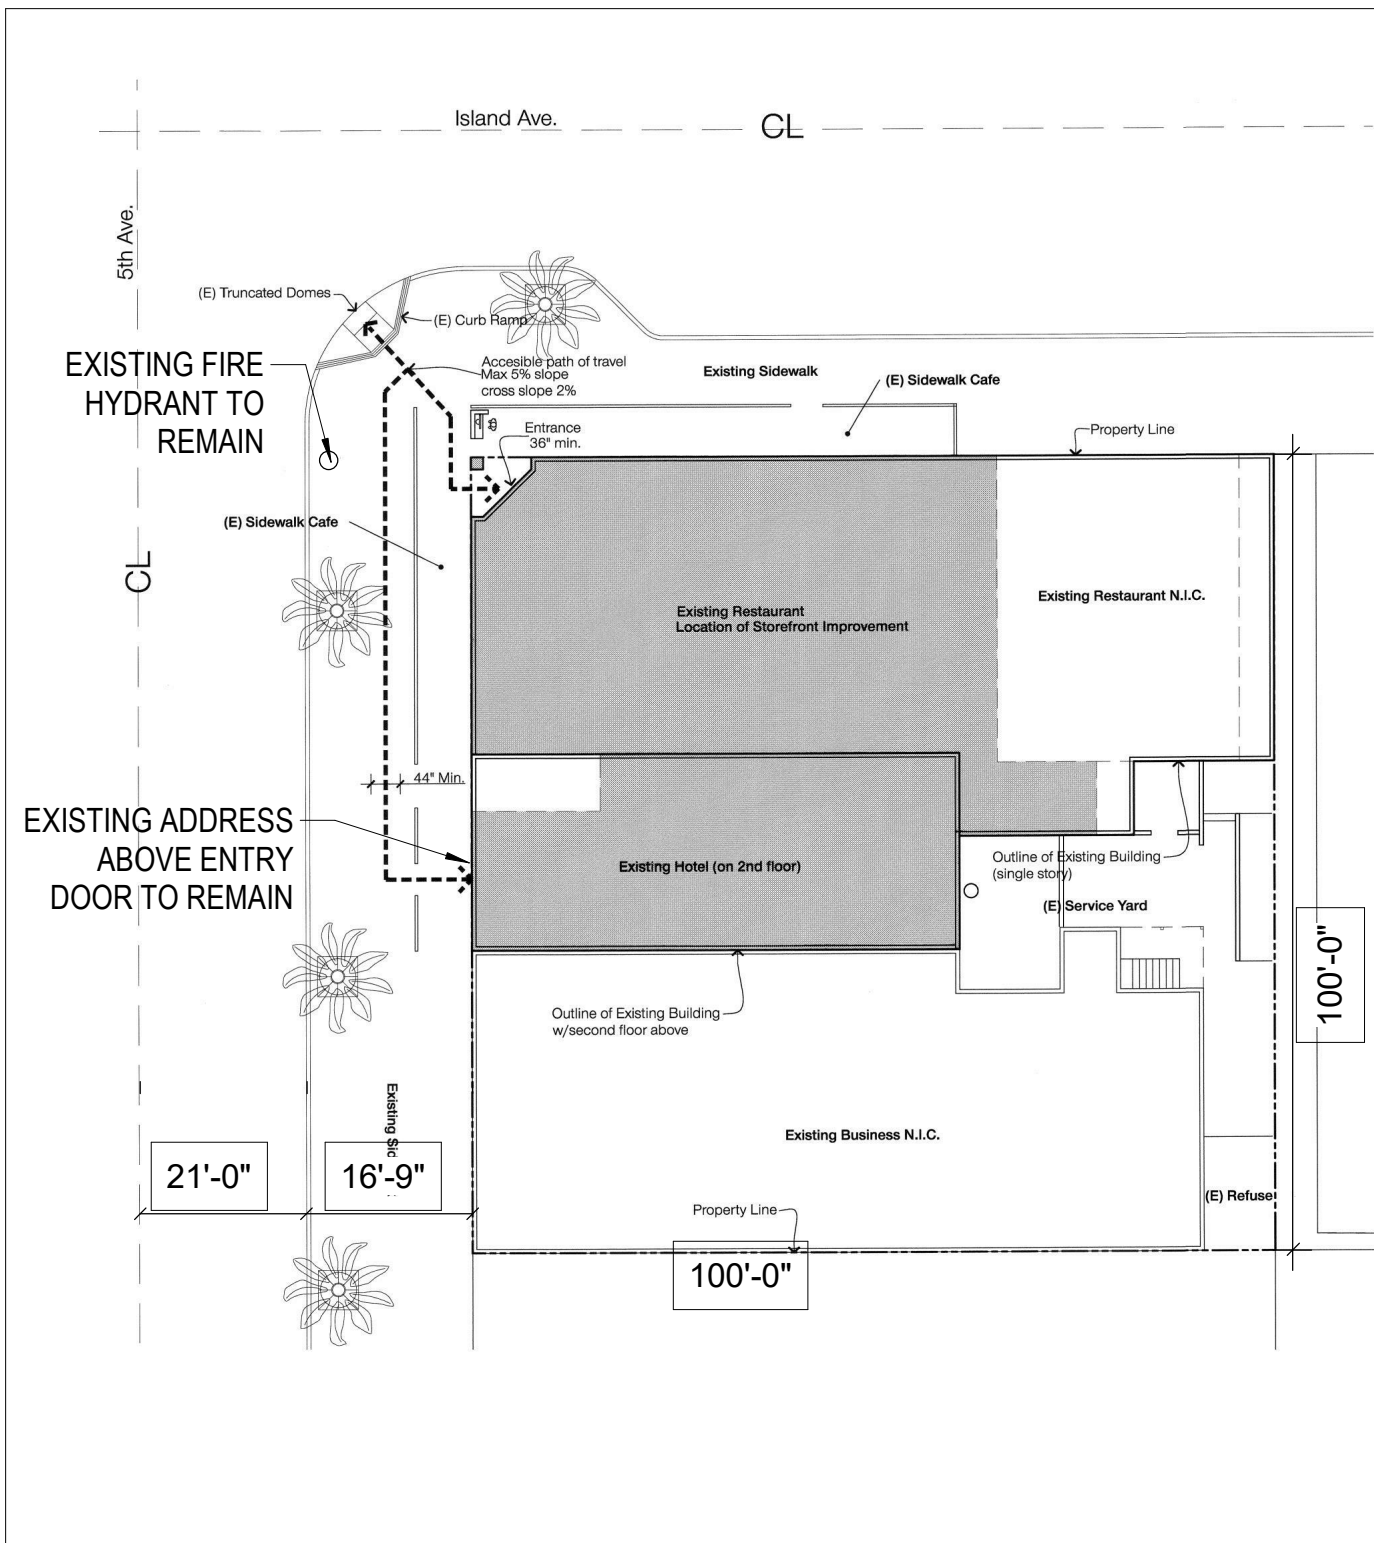 Island Ave.
CL
5th Ave.
(E) Truncated Domes
(E) Curb Ramp
EXISTING FIRE
HYDRANT TO
REMAIN
Accesible path of travel
Max 5% slope
cross slope 2%
Existing Sidewalk
(E) Sidewalk Cafe
Entrance
36" min.
Property Line
(E) Sidewalk Cafe
CL
Existing Restaurant
Location of Storefront Improvement
Existing Restaurant N.I.C.
44" Min.
EXISTING ADDRESS
ABOVE ENTRY
DOOR TO REMAIN
Existing Hotel (on 2nd floor)
Outline of Existing Building
(single story)
(E) Service Yard
100'-0"
Outline of Existing Building
w/second floor above
Existing
Existing Business N.I.C.
21'-0"
16'-9"
(E) Refuse
Property Line
100'-0"